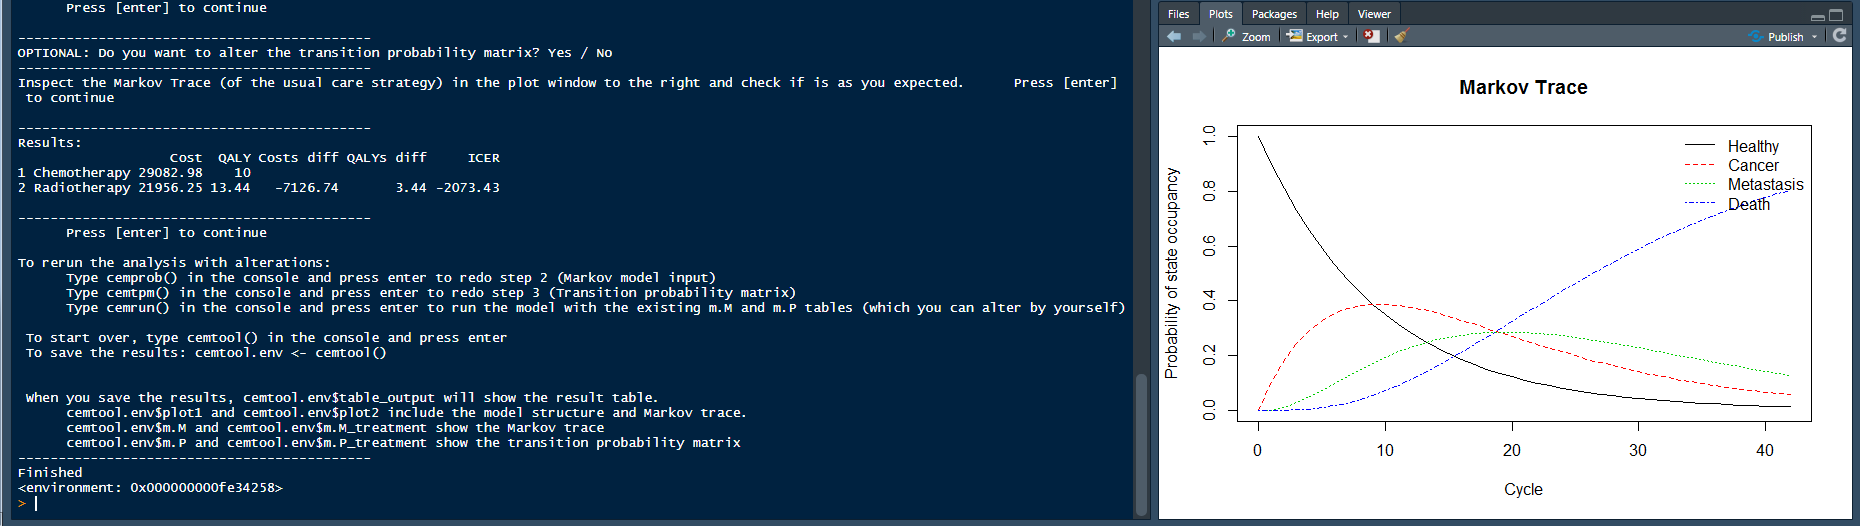 Press [enter] to continue
-------------------------------------------
OPTIONAL: Do you want to alter the transition probability matrix? Yes / No
-------------------------------------------
Inspect the Markov Trace (of the usual care strategy) in the plot window to the right and check if is as you expected.      Press [enter]
to continue
-------------------------------------------
Results:
Cost  QALY Costs diff QALYs diff     ICER
1 Chemotherapy 29082.98    10
2 Radiotherapy 21956.25 13.44   -7126.74       3.44 -2073.43
-------------------------------------------
Press [enter] to continue
To rerun the analysis with alterations:
Type cemprob() in the console and press enter to redo step 2 (Markov model input)
Type cemtpm() in the console and press enter to redo step 3 (Transition probability matrix)
Type cemrun() in the console and press enter to run the model with the existing m.M and m.P tables (which you can alter by yourself)
To start over, type cemtool() in the console and press enter
To save the results: cemtool.env <- cemtool()
When you save the results, cemtool.env$table_output will show the result table.
cemtool.env$plot1 and cemtool.env$plot2 include the model structure and Markov trace.
cemtool.env$m.M and cemtool.env$m.M_treatment show the Markov trace
cemtool.env$m.P and cemtool.env$m.P_treatment show the transition probability matrix
-------------------------------------------
Finished
<environment: 0x000000000fe34258>
>
Files Plots Packages Help Viewer
Zoom Export Publish
Markov Trace
Probability of state occupancy
1.0
0.8
0.6
0.4
0.2
0.0
Healthy
Cancer
Metastasis
Death
0 10 20 30 40
Cycle